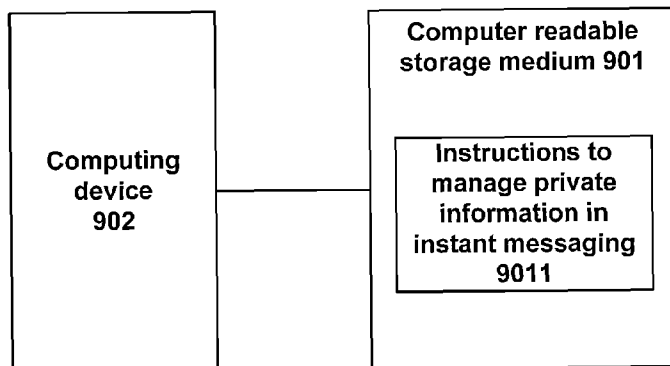 Computing
device
902
Computer readable
storage medium 901
Instructions to
manage private
information in
instant messaging
9011